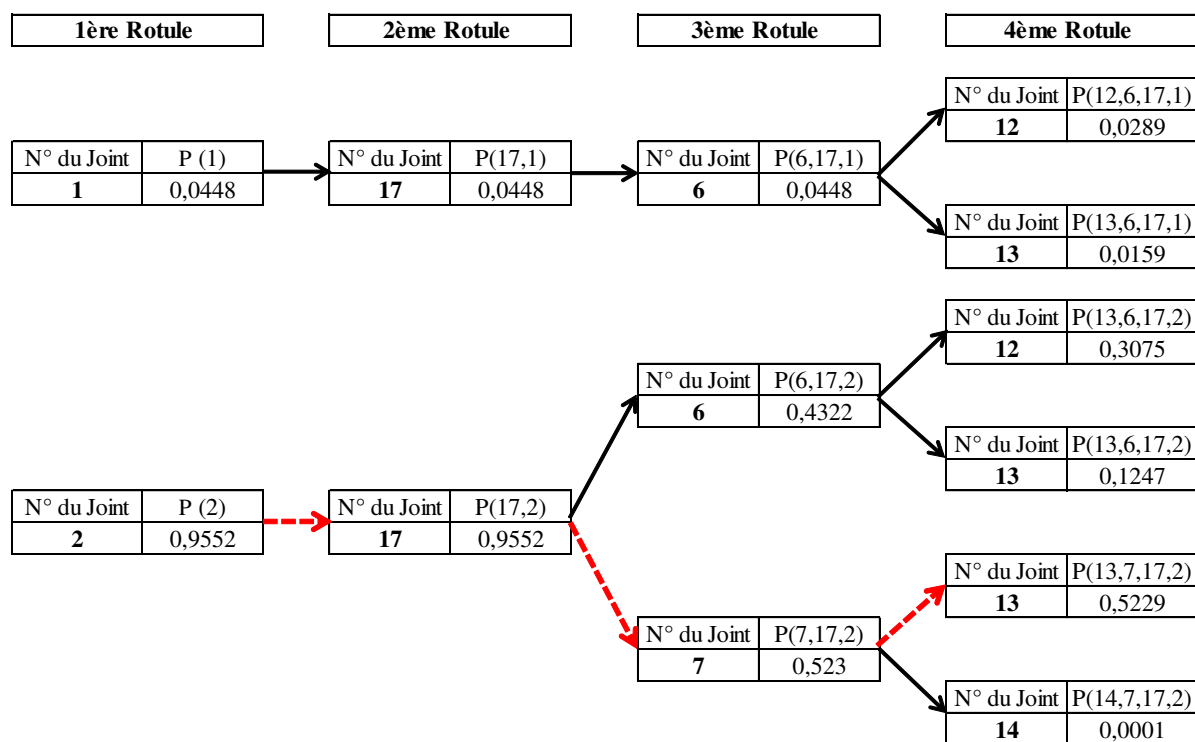 1ère Rotule 2ème Rotule 3ème Rotule 4ème Rotule
N° du Joint P(12,6,17,1)
12 0,0289
N° du Joint P (1)
1 0,0448
N° du Joint P(17,1)
17 0,0448
N° du Joint P(6,17,1)
6 0,0448
N° du Joint P(13,6,17,1)
13 0,0159
N° du Joint P(13,6,17,2)
12 0,3075
N° du Joint P(6,17,2)
6 0,4322
N° du Joint P(13,6,17,2)
13 0,1247
N° du Joint P (2)
2 0,9552
N° du Joint P(17,2)
17 0,9552
N° du Joint P(13,7,17,2)
13 0,5229
N° du Joint P(7,17,2)
7 0,523
N° du Joint P(14,7,17,2)
14 0,0001